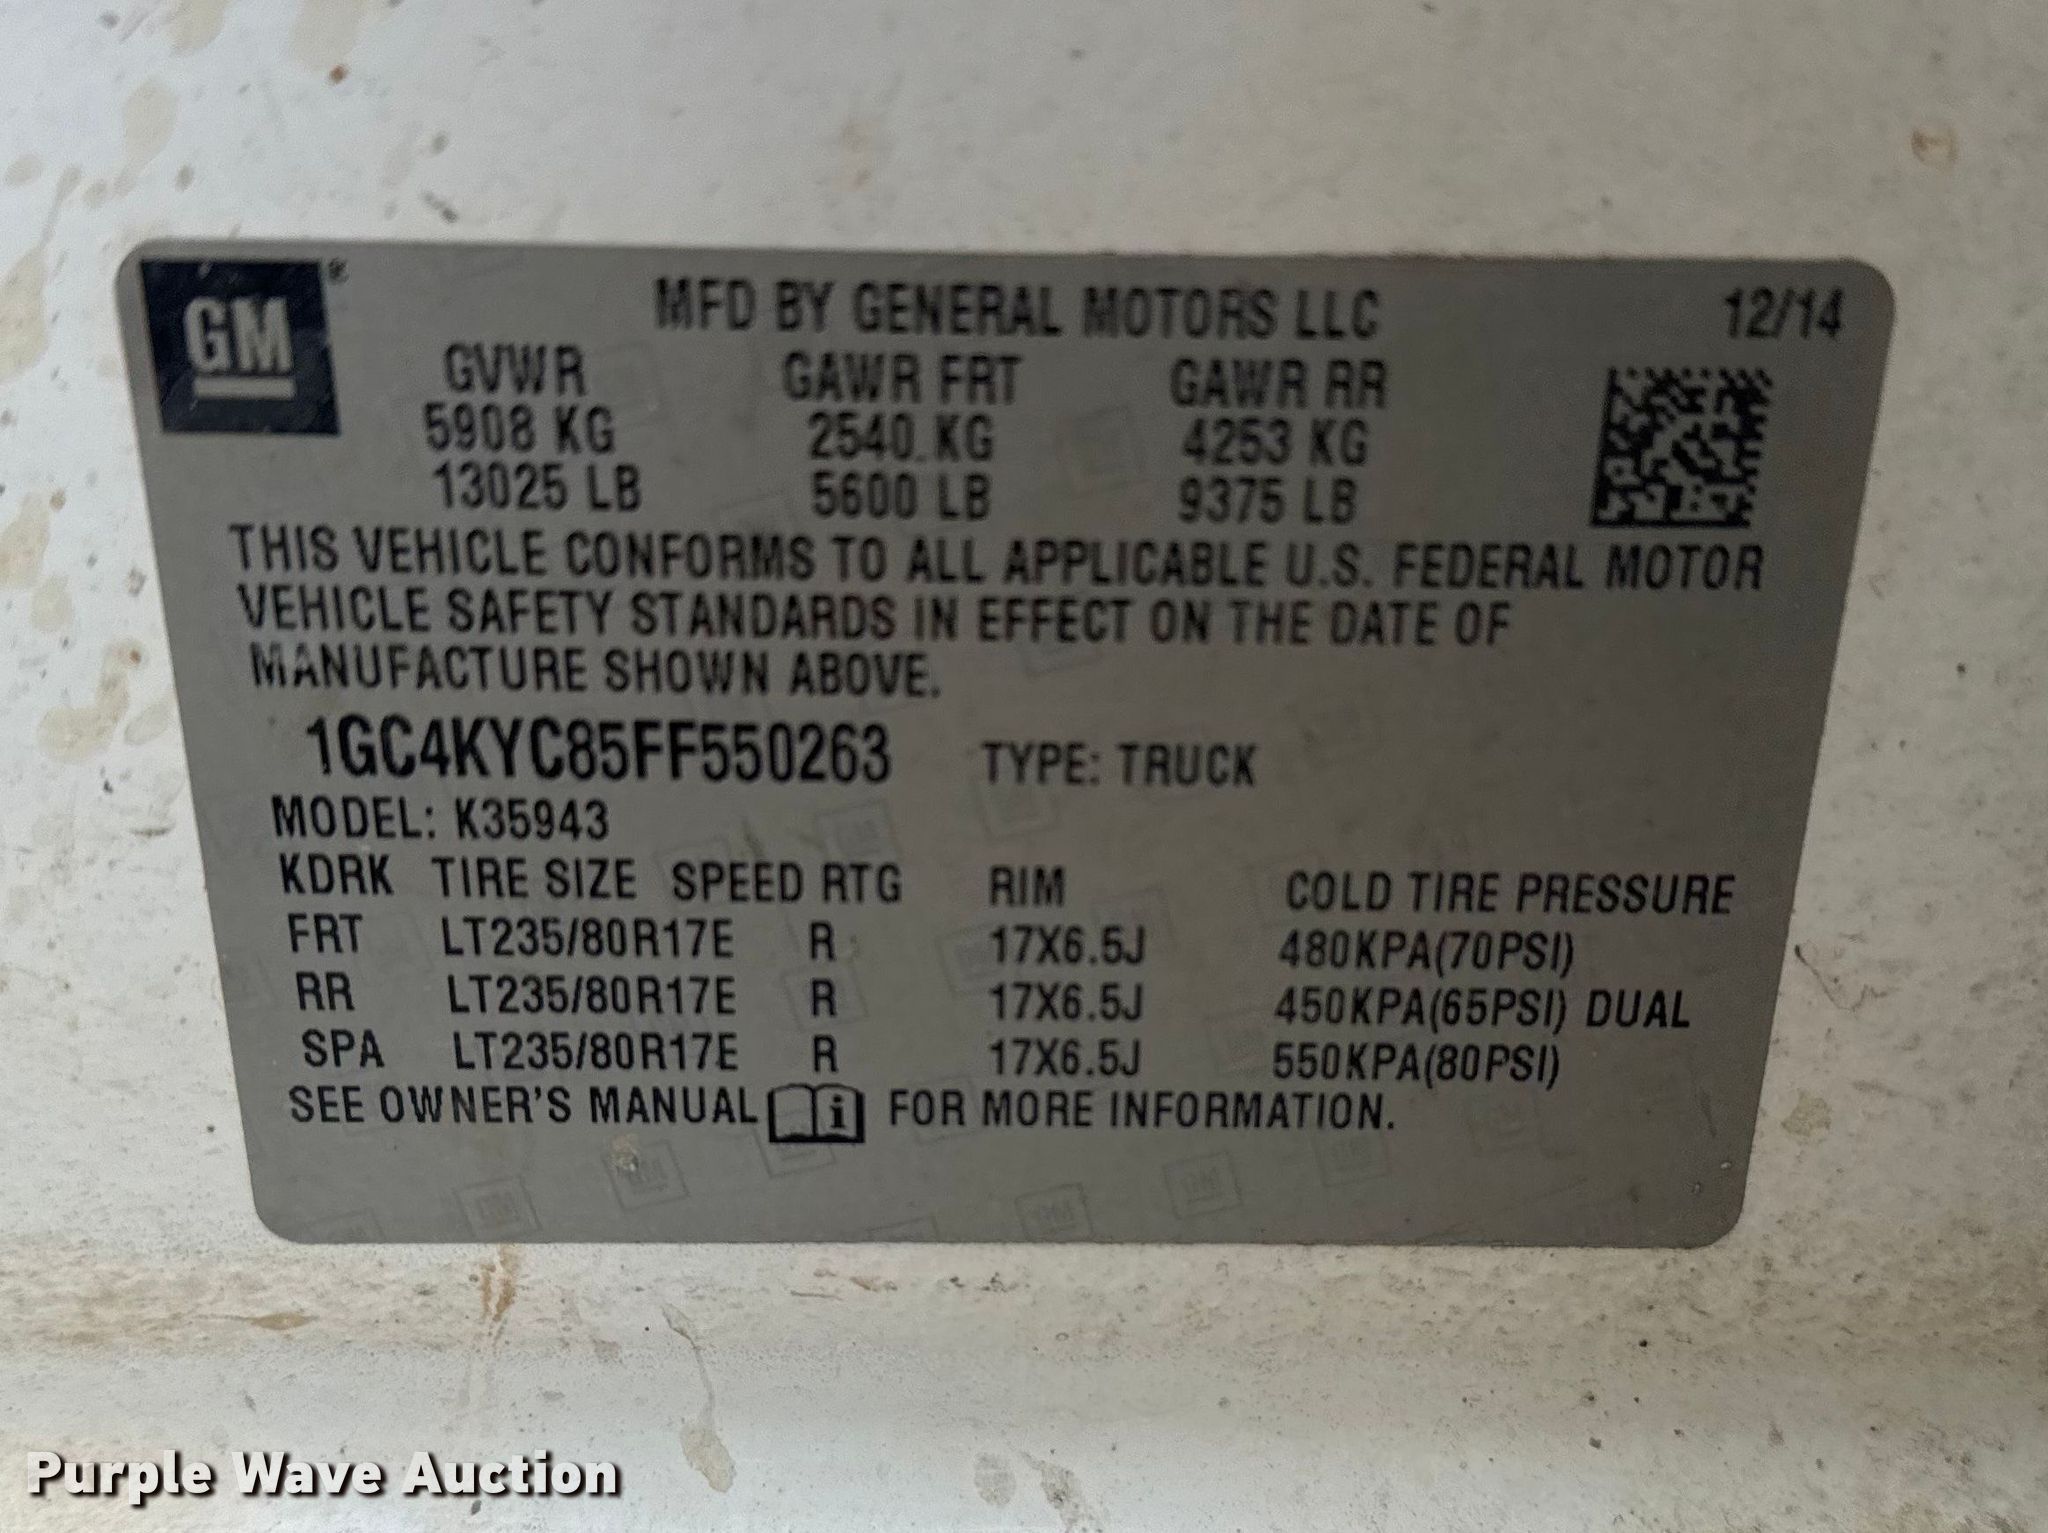 GM®
MFD BY GENERAL MOTORS LLC 12/14
GVWR GAWR FRT GAWR RR
5908 KG 2540 KG 4253 KG
13025 LB 5600 LB 9375 LB
THIS VEHICLE CONFORMS TO ALL APPLICABLE U.S. FEDERAL MOTOR
VEHICLE SAFETY STANDARDS IN EFFECT ON THE DATE OF
MANUFACTURE SHOWN ABOVE.
1GC4KYC85FF550263 TYPE: TRUCK
MODEL: K35943
KDRK TIRE SIZE SPEED RTG RIM COLD TIRE PRESSURE
FRT LT235/80R17E R 17X6.5J 480KPA(70PSI)
RR LT235/80R17E R 17X6.5J 450KPA(65PSI) DUAL
SPA LT235/80R17E R 17X6.5J 550KPA(80PSI)
SEE OWNER'S MANUAL i FOR MORE INFORMATION.
Purple Wave Auction